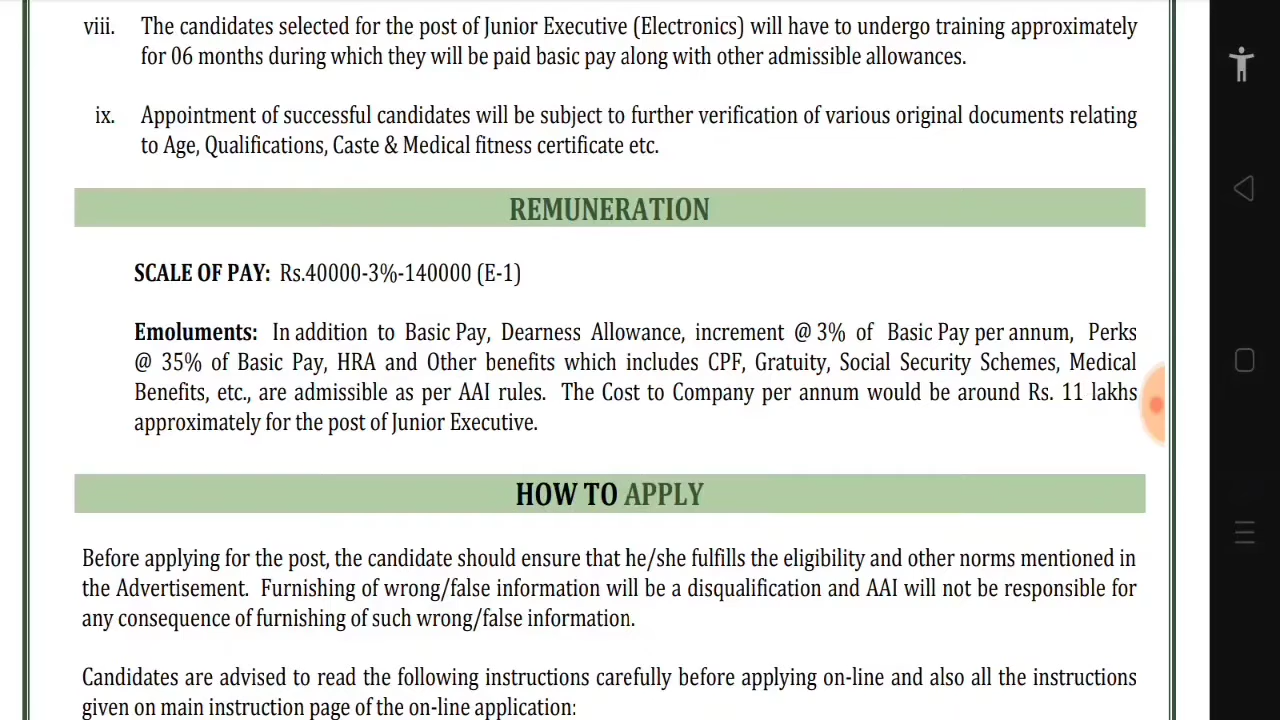 viii. The candidates selected for the post of Junior Executive (Electronics) will have to undergo training approximately
for 06 months during which they will be paid basic pay along with other admissible allowances.
ix. Appointment of successful candidates will be subject to further verification of various original documents relating
to Age, Qualifications, Caste & Medical fitness certificate etc.
REMUNERATION
SCALE OF PAY: Rs.40000-3%-140000 (E-1)
Emoluments: In addition to Basic Pay, Dearness Allowance, increment @ 3% of Basic Pay per annum, Perks
@ 35% of Basic Pay, HRA and Other benefits which includes CPF, Gratuity, Social Security Schemes, Medical
Benefits, etc., are admissible as per AAI rules. The Cost to Company per annum would be around Rs. 11 lakhs
approximately for the post of Junior Executive.
HOW TO APPLY
Before applying for the post, the candidate should ensure that he/she fulfills the eligibility and other norms mentioned in
the Advertisement. Furnishing of wrong/false information will be a disqualification and AAI will not be responsible for
any consequence of furnishing of such wrong/false information.
Candidates are advised to read the following instructions carefully before applying on-line and also all the instructions
given on main instruction page of the on-line application: